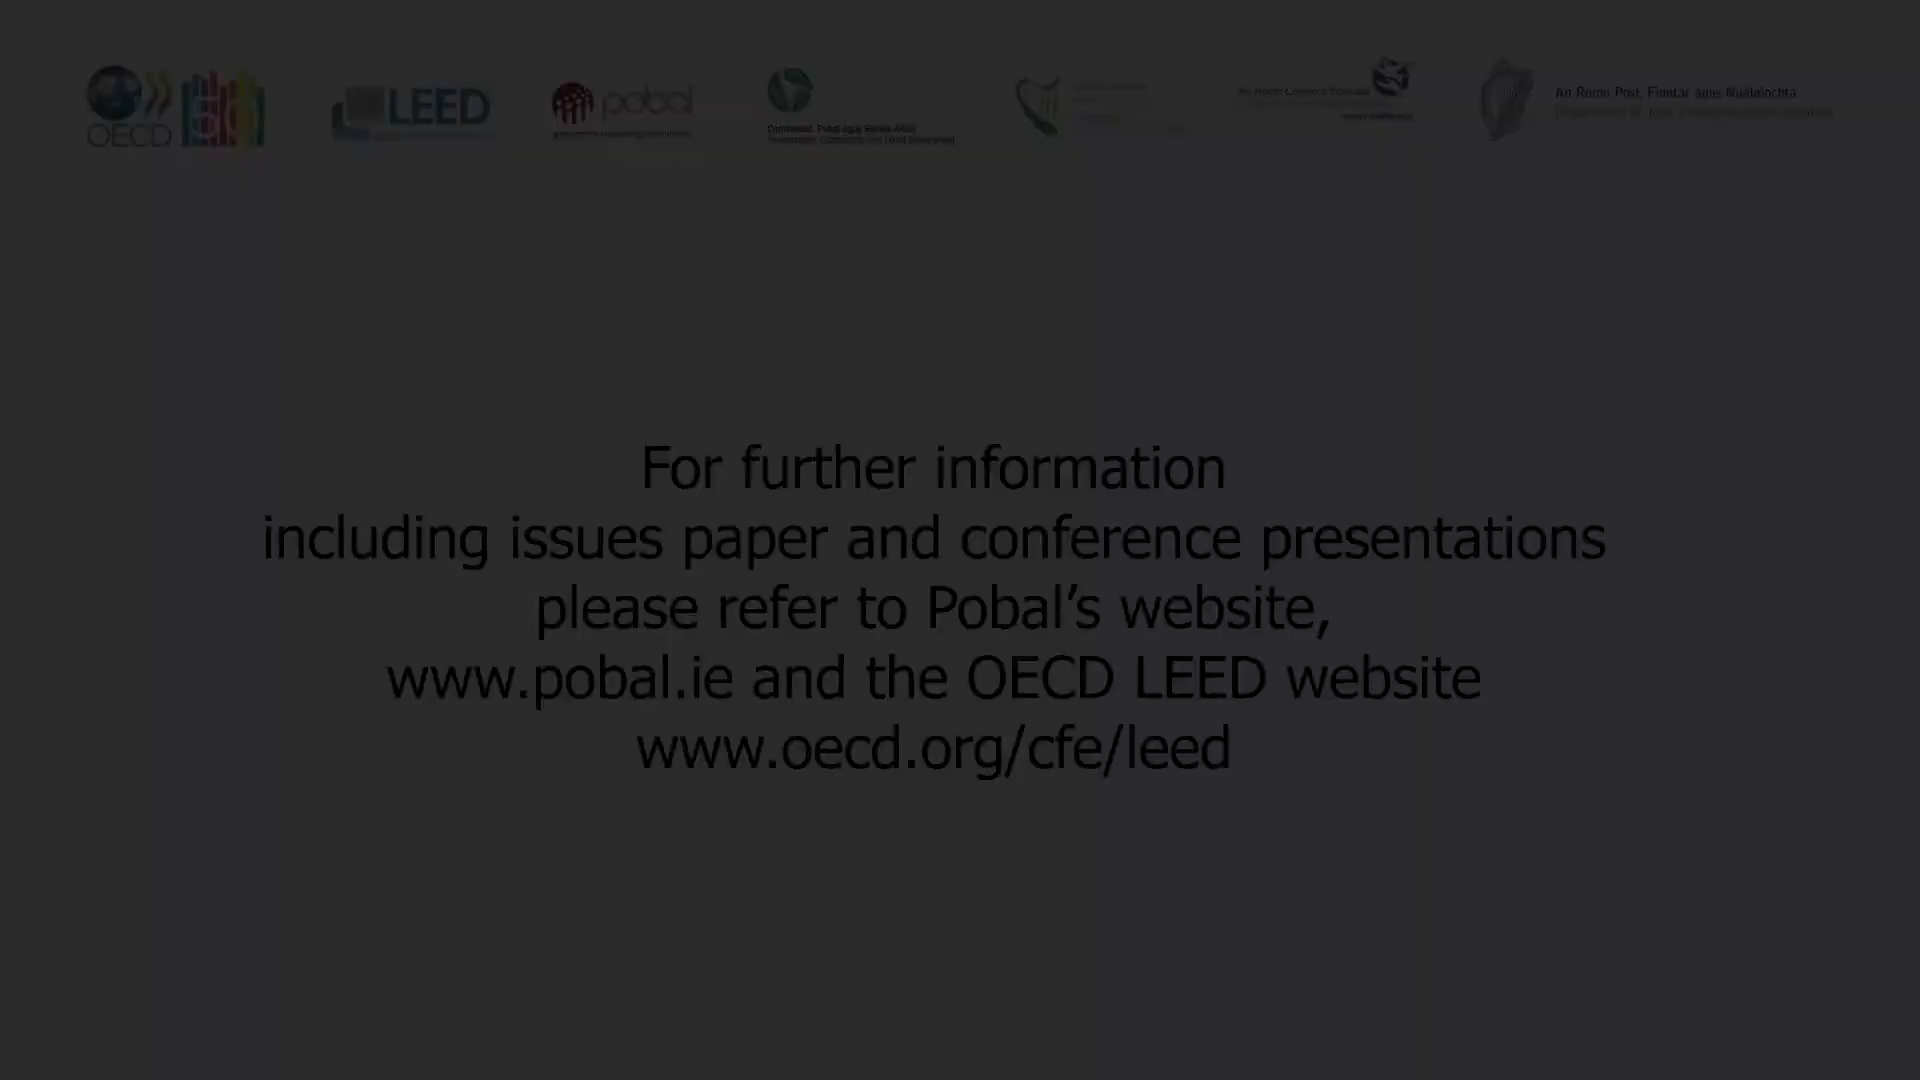 OECD
LEED
pobal
For further information
including issues paper and conference presentations
please refer to Pobal’s website,
www.pobal.ie and the OECD LEED website
www.oecd.org/cfe/leed